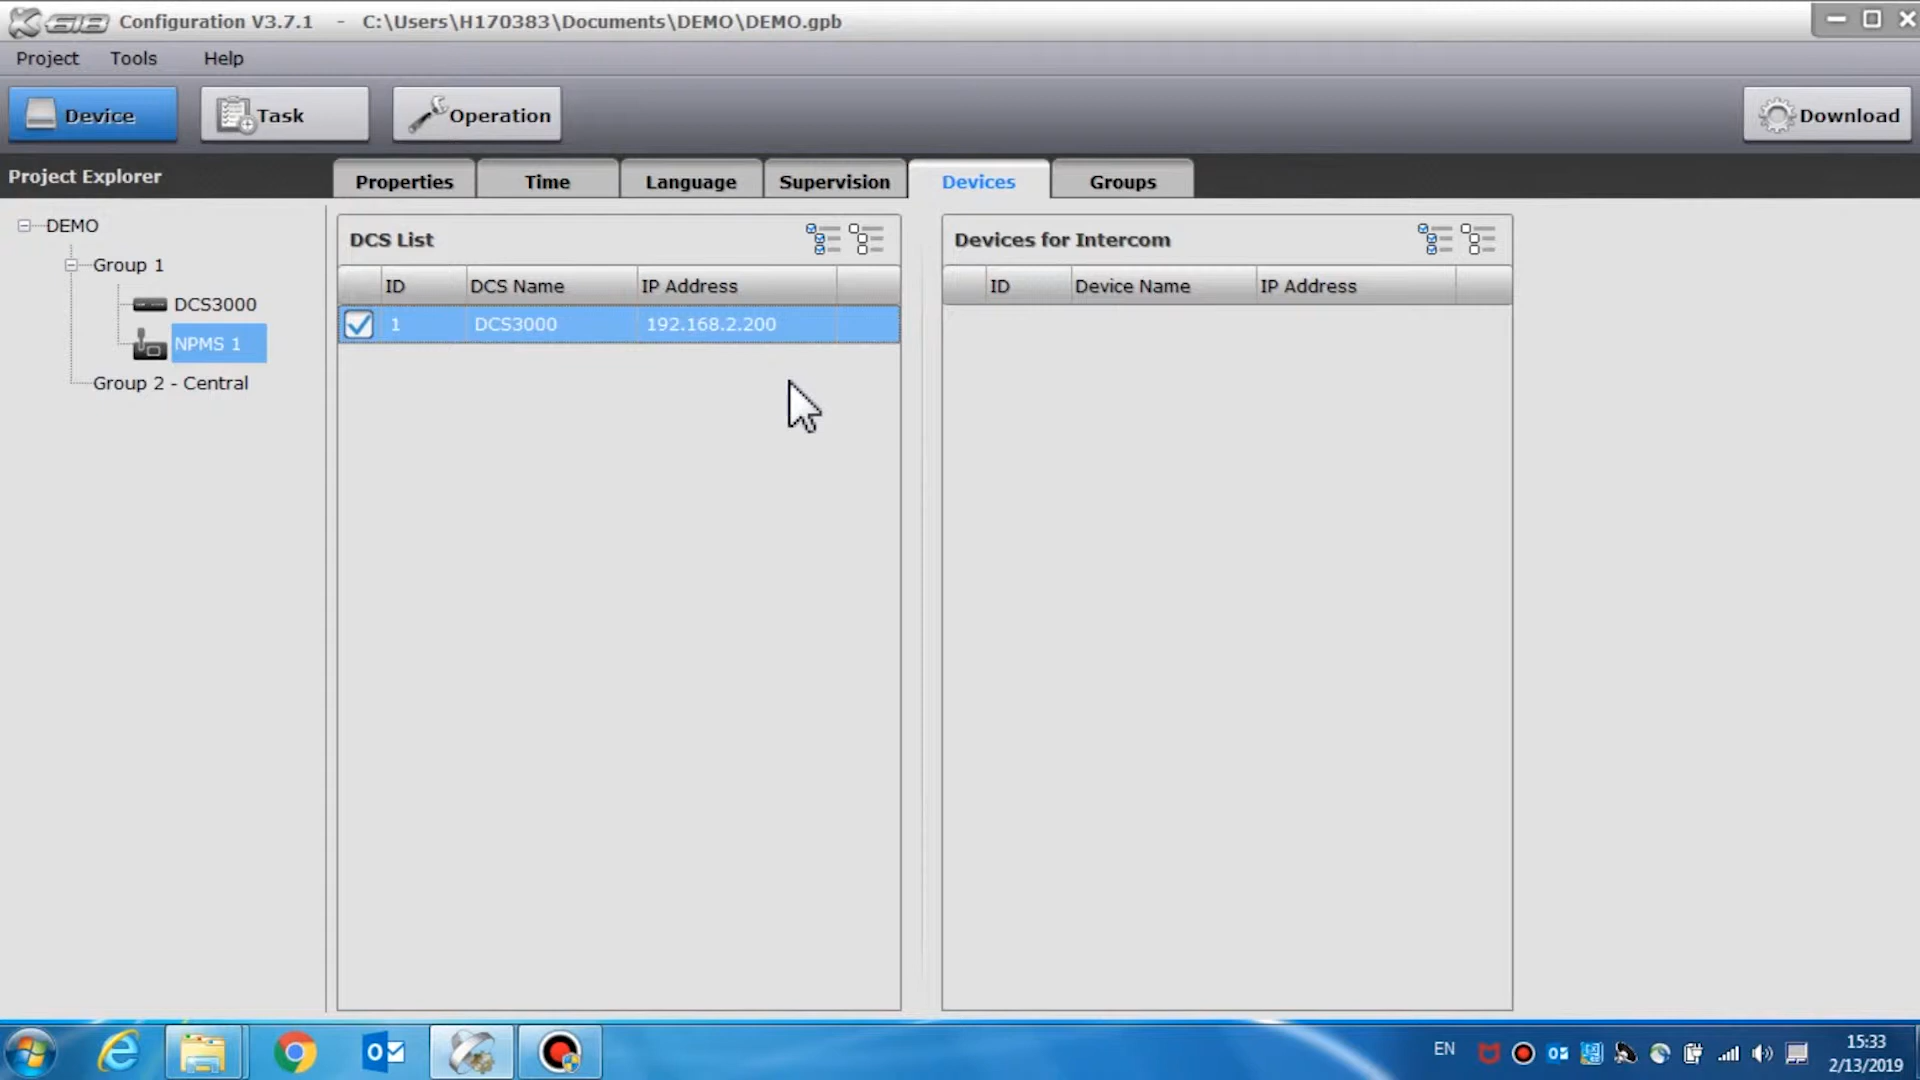 X-618 Configuration V3.7.1 - C:\Users\H170383\Documents\DEMO\DEMO.gpb
Project Tools Help
Device Task Operation Download
Project Explorer
Properties Time Language Supervision Devices Groups
DEMO
Group 1
DCS3000
NPMS 1
Group 2 - Central
DCS List
ID DCS Name IP Address
1 DCS3000 192.168.2.200
Devices for Intercom
ID Device Name IP Address
EN
15:33
2/13/2019